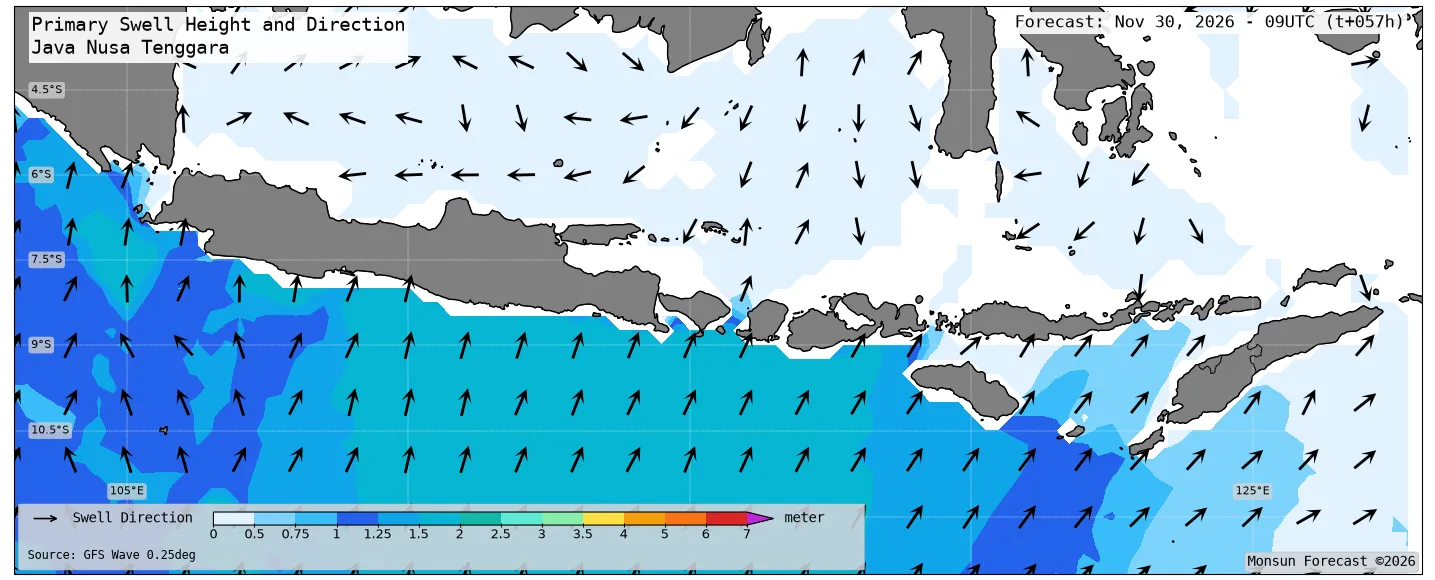 Primary Swell Height and Direction
Java Nusa Tenggara
Forecast: Nov 30, 2026 - 09UTC (t+057h)
4.5°S
6°S
7.5°S
9°S
10.5°S
105°E
125°E
Swell Direction
0 0.5 0.75 1 1.25 1.5 2 2.5 3 3.5 4 5 6 7
meter
Source: GFS Wave 0.25deg
Monsun Forecast ©2026